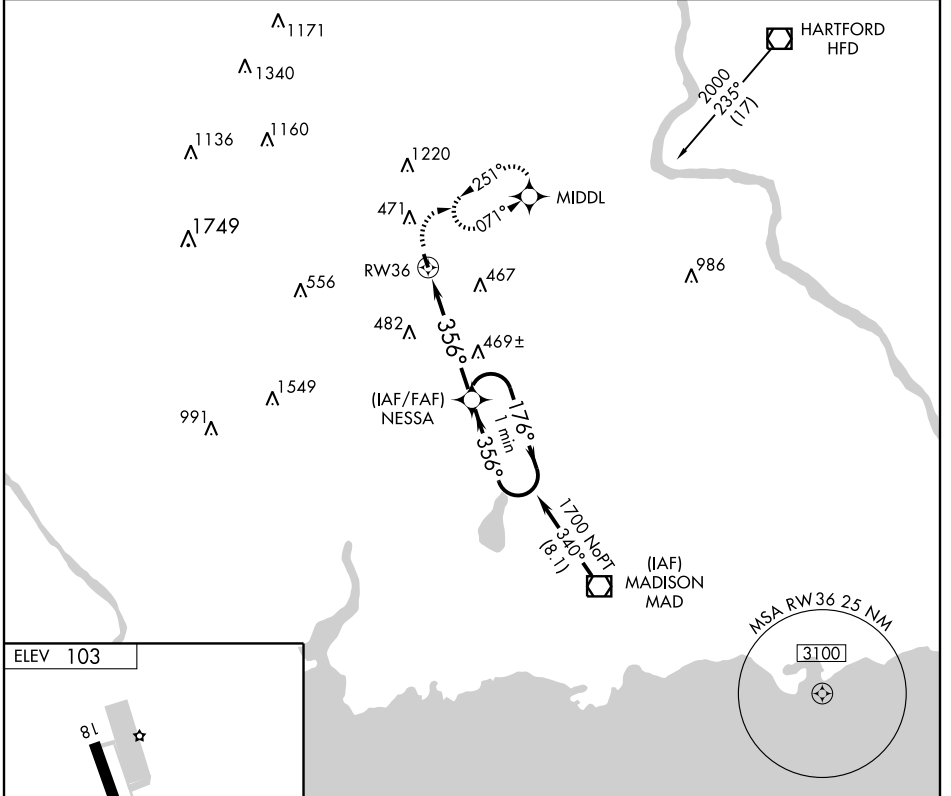 1171
HARTFORD
HFD
1340
2000
235°
(17)
1136
1160
1220
251°
MIDDL
471
071°
1749
RW36
986
467
556
482
356°
469±
(IAF/FAF)
NESSA
1549
991
176°
1 min
356°
1700 NoPT
340°
(8.1)
(IAF)
MADISON
MAD
MSA RW36 25 NM
3100
ELEV 103
18